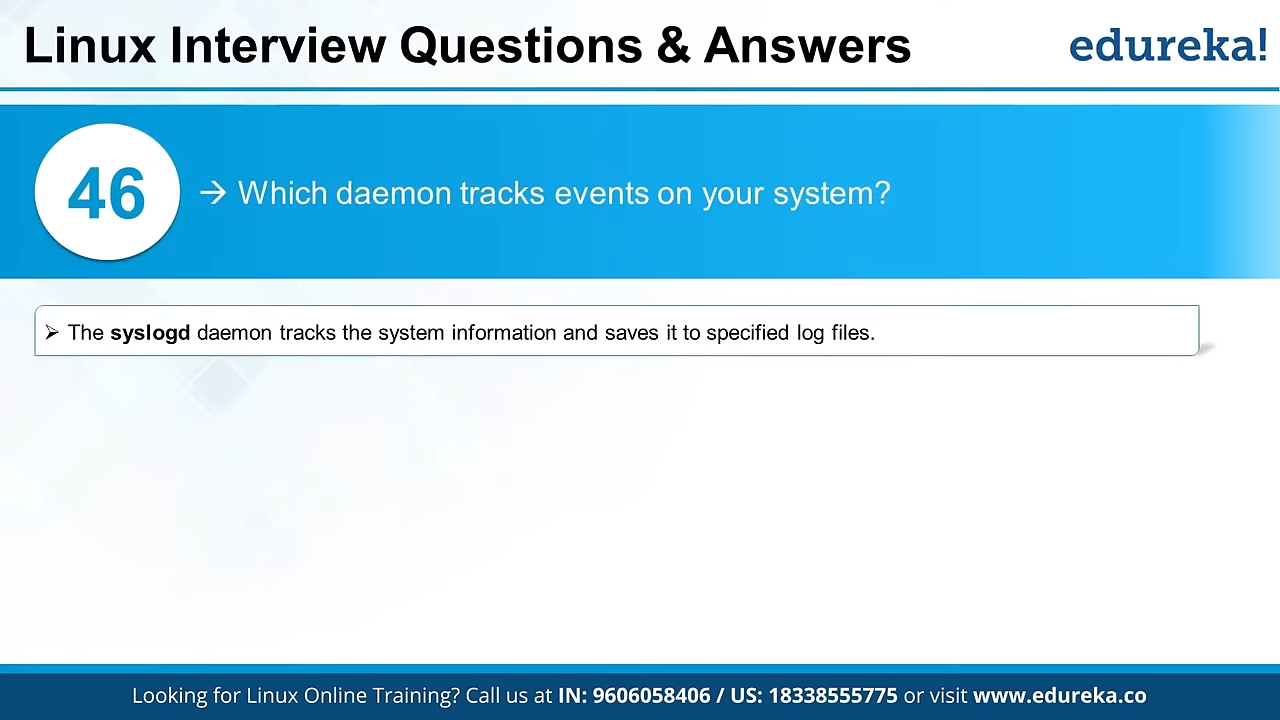 Linux Interview Questions & Answers
edureka!
46
→ Which daemon tracks events on your system?
➢ The syslogd daemon tracks the system information and saves it to specified log files.
Looking for Linux Online Training? Call us at IN: 9606058406 / US: 18338555775 or visit www.edureka.co